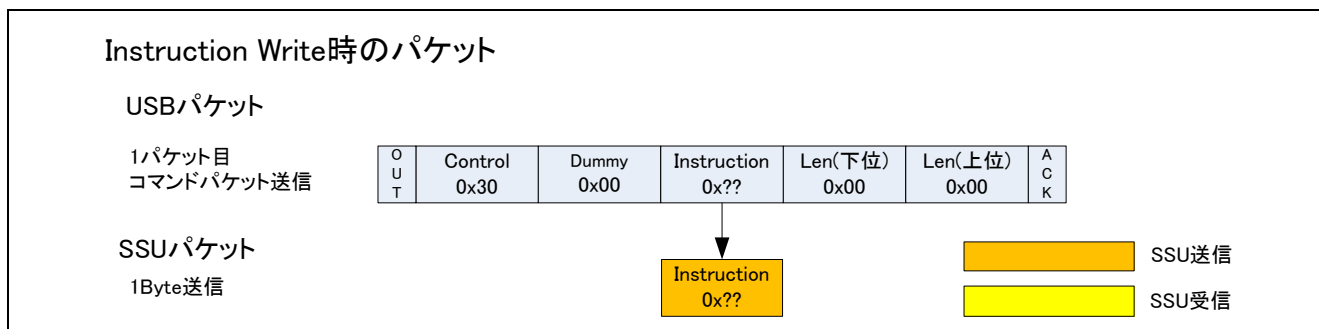 Instruction Write時のパケット
USBパケット
1パケット目
コマンドパケット送信
OUT
Control
0x30
Dummy
0x00
Instruction
0x??
Len(下位)
0x00
Len(上位)
0x00
ACK
SSUパケット
1Byte送信
Instruction
0x??
SSU送信
SSU受信